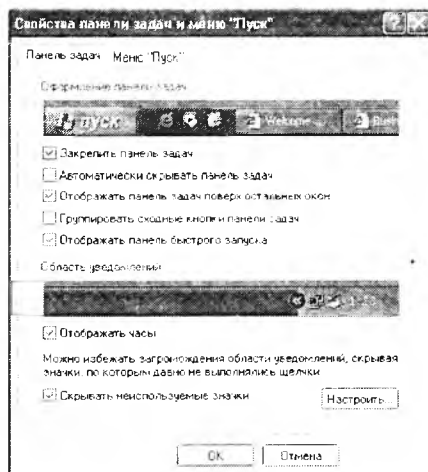 Свойства панели задач и меню "Пуск"
Панель задач Меню "Пуск"
Оформление панели задач
пуск Welcome
Закрепить панель задач
Автоматически скрывать панель задач
Отображать панель задач поверх остальных окон
Группировать сходные кнопки панели задач
Отображать панель быстрого запуска
Область уведомлений
Отображать часы
Можно избежать загромождения области уведомлений, скрывая
значки, по которым давно не выполнялись щелчки.
Скрывать неиспользуемые значки
Настроить...
OK Отмена